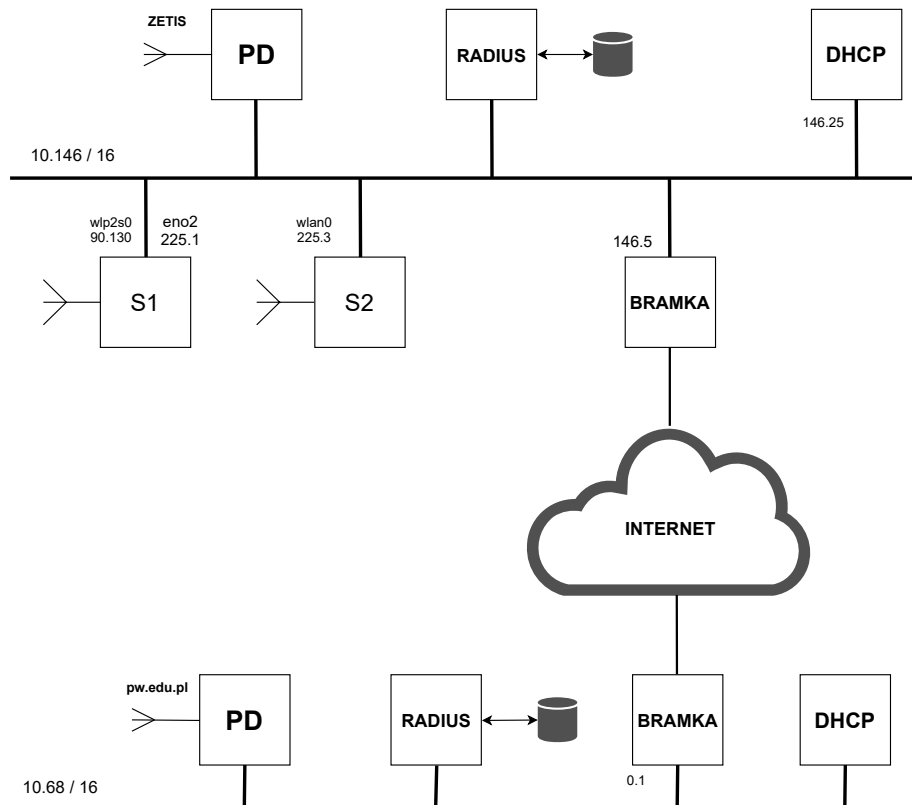 ZETIS
PD
RADIUS
DHCP
146.25
10.146 / 16
wlp2s0
90.130
eno2
225.1
wlan0
225.3
146.5
S1
S2
BRAMKA
INTERNET
pw.edu.pl
PD
RADIUS
BRAMKA
DHCP
0.1
10.68 / 16